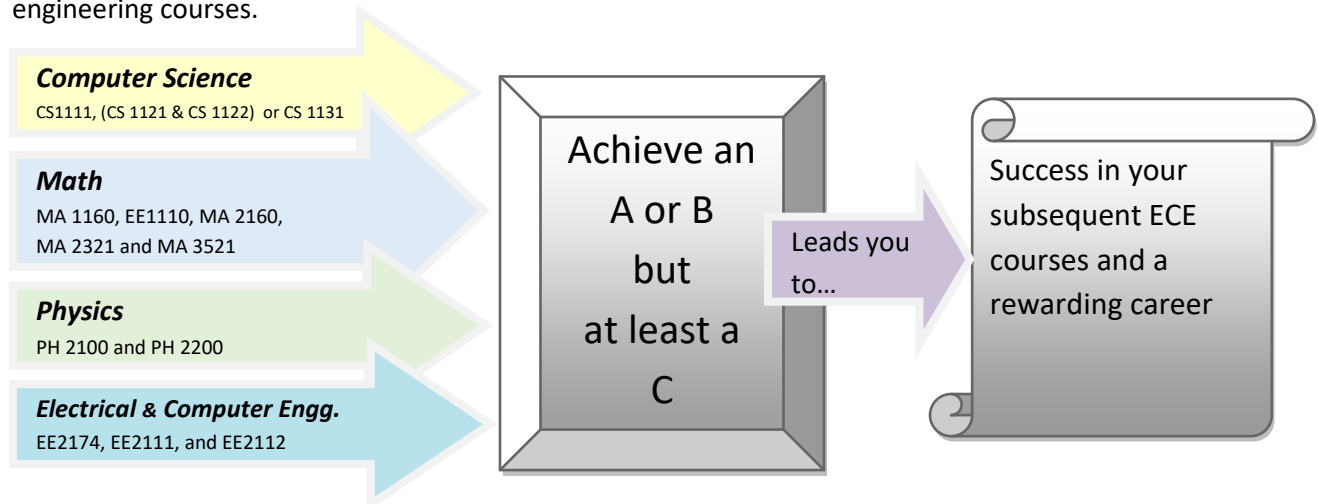 engineering courses.
Computer Science
CS1111, (CS 1121 & CS 1122) or CS 1131
Math
MA 1160, EE1110, MA 2160,
MA 2321 and MA 3521
Physics
PH 2100 and PH 2200
Electrical & Computer Engg.
EE2174, EE2111, and EE2112
Achieve an
A or B
but
at least a
C
Leads you
to…
Success in your
subsequent ECE
courses and a
rewarding career